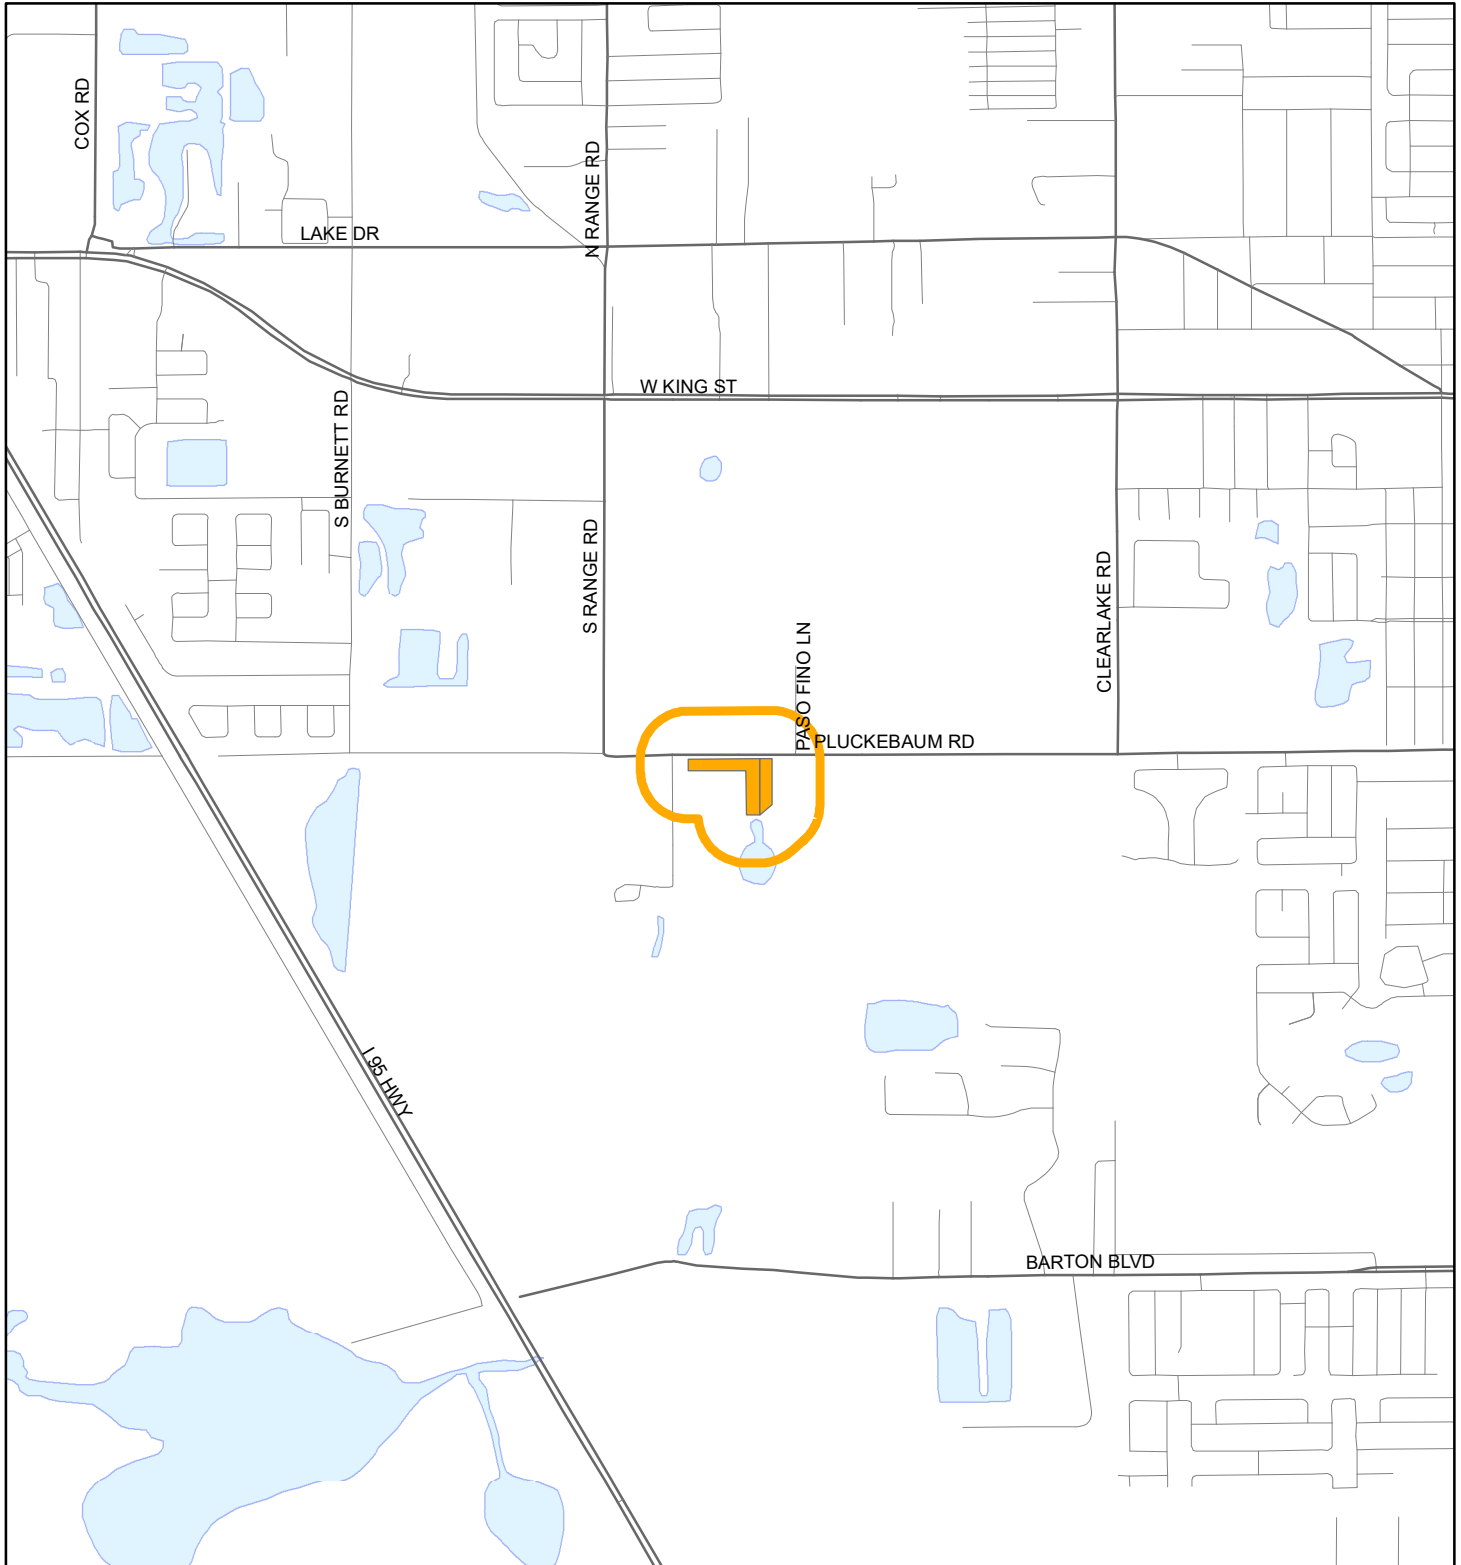 COX RD
N RANGE RD
LAKE DR
W KING ST
S BURNETT RD
S RANGE RD
CLEARLAKE RD
PASO FINO LN
PLUCKEBAUM RD
I 95 HWY
BARTON BLVD